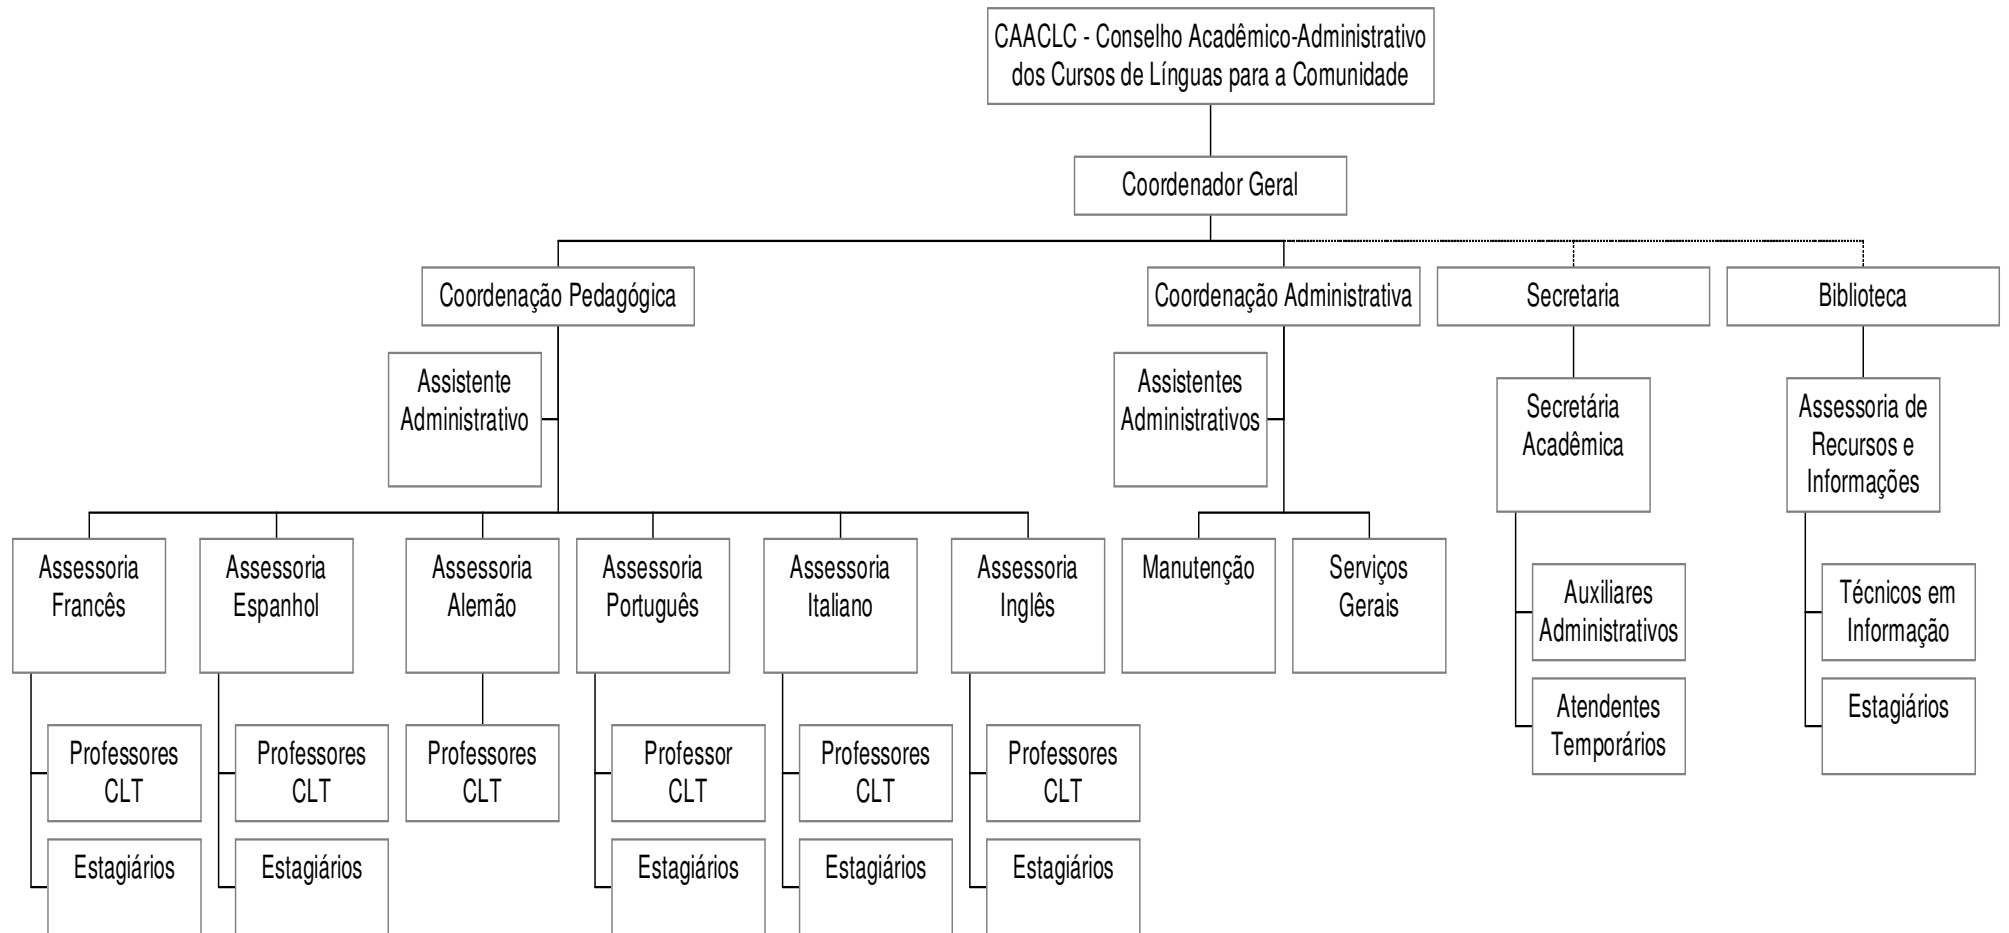 CAACLC - Conselho Acadêmico-Administrativo
dos Cursos de Línguas para a Comunidade
Coordenador Geral
Coordenação Pedagógica
Coordenação Administrativa
Secretaria
Biblioteca
Assistente
Administrativo
Assistentes
Administrativos
Secretária
Acadêmica
Assessoria de
Recursos e
Informações
Assessoria
Francês
Assessoria
Espanhol
Assessoria
Alemão
Assessoria
Português
Assessoria
Italiano
Assessoria
Inglês
Manutenção
Serviços
Gerais
Auxiliares
Administrativos
Técnicos em
Informação
Atendentes
Temporários
Estagiários
Professores
CLT
Professores
CLT
Professores
CLT
Professor
CLT
Professores
CLT
Professores
CLT
Estagiários
Estagiários
Estagiários
Estagiários
Estagiários